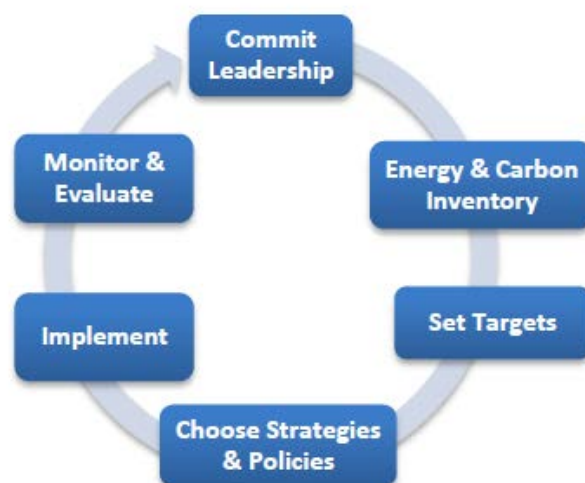 Commit
Leadership
Energy & Carbon
Inventory
Set Targets
Choose Strategies
& Policies
Implement
Monitor &
Evaluate